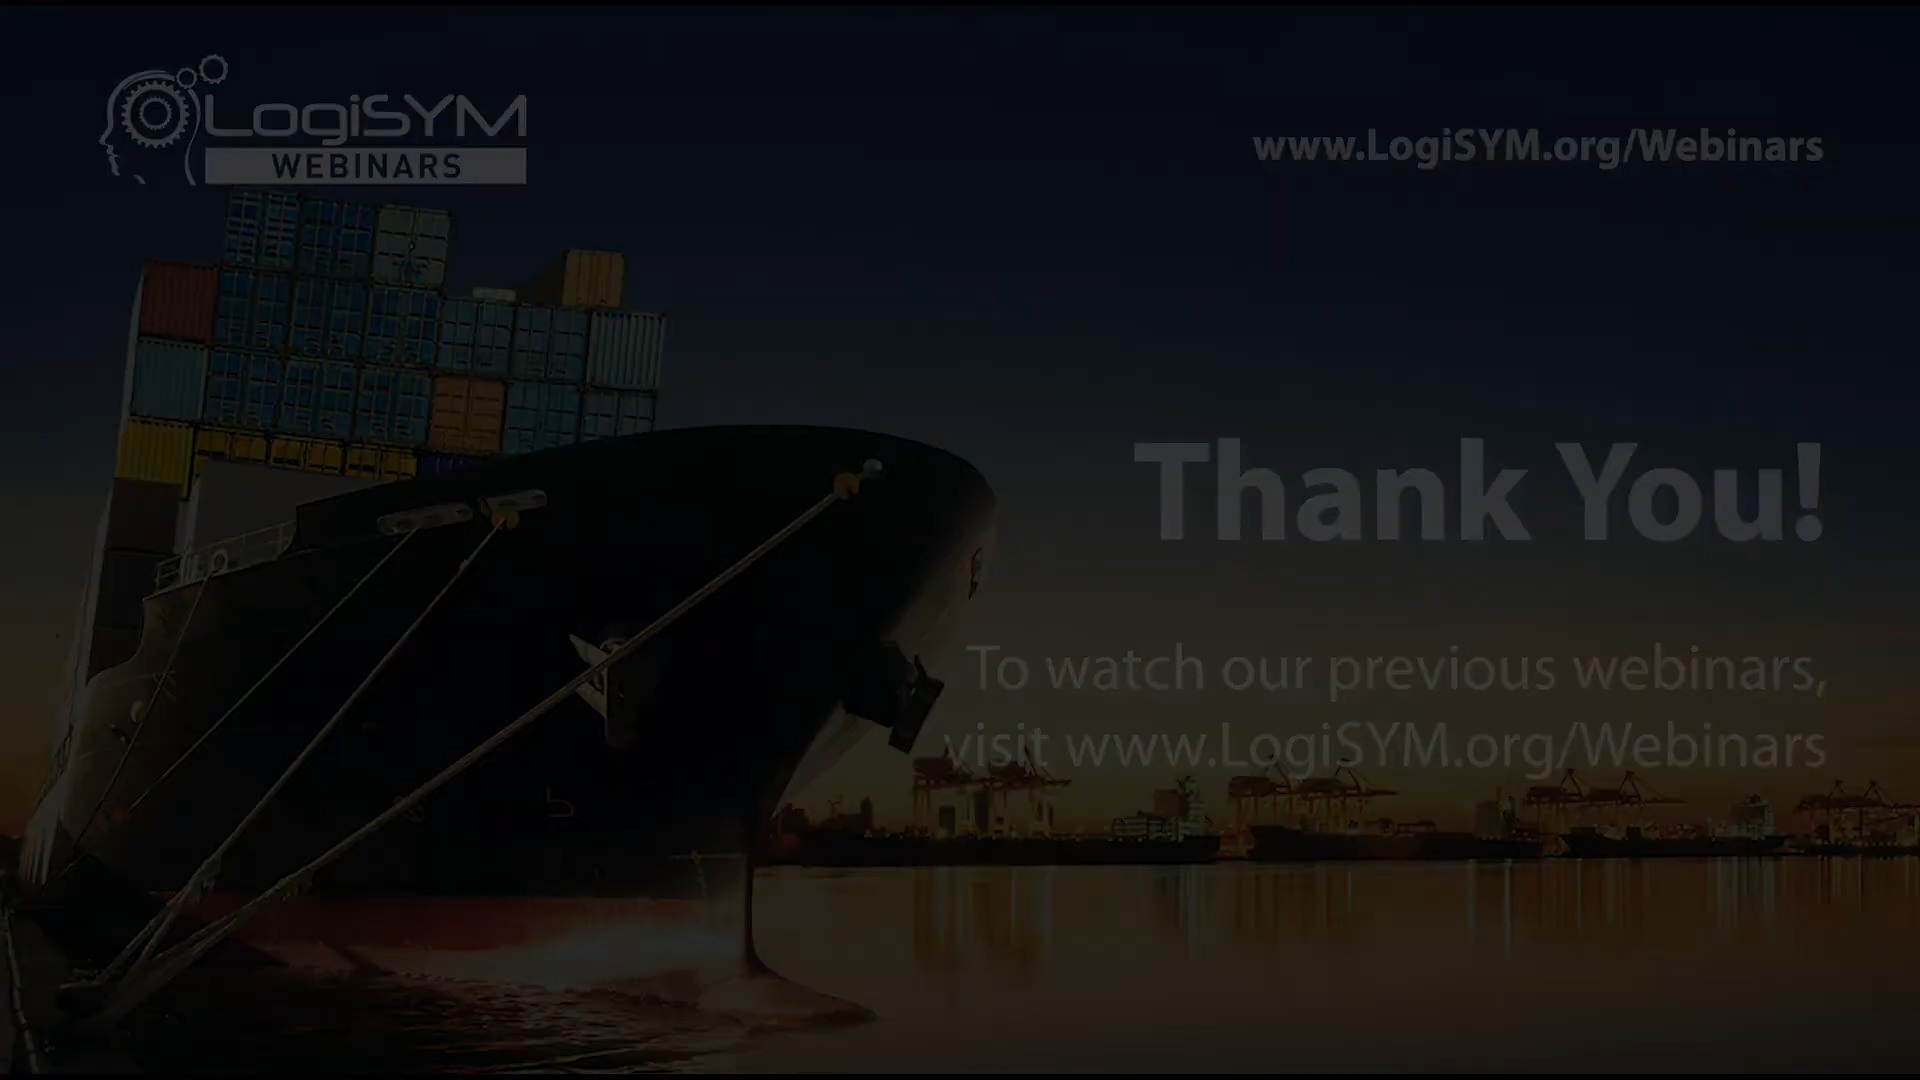 LogiSYM
WEBINARS
www.LogiSYM.org/Webinars
Thank You!
To watch our previous webinars,
visit www.LogiSYM.org/Webinars